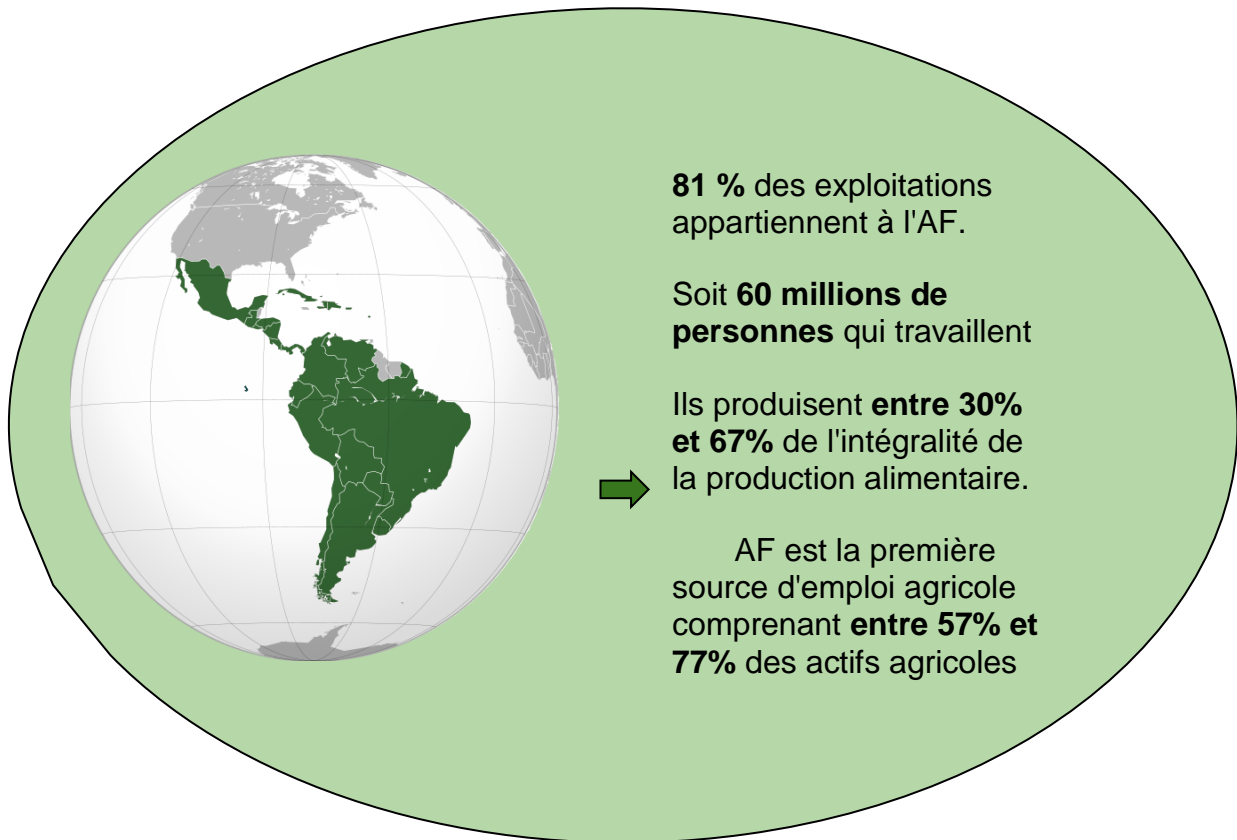 81 % des exploitations
appartiennent à l'AF.
Soit 60 millions de
personnes qui travaillent
Ils produisent entre 30%
et 67% de l'intégralité de
la production alimentaire.
AF est la première
source d'emploi agricole
comprenant entre 57% et
77% des actifs agricoles